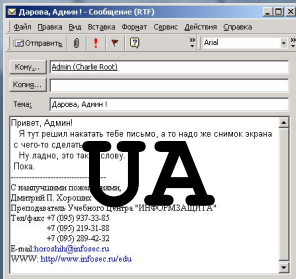 Дарова, Админ ! - Сообщение (RTF)
Файл Правка Вид Вставка Формат Сервис Действия Справка
Отправить Arial
Кому... Admin (Charlie Root)
Копия...
Тема: Дарова, Админ !
Привет, Админ!
Я тут решил накатать тебе письмо, а то надо же снимок экрана
с чего-то сделать
Ну ладно, это так слову.
Пока.
С наилучшими пожеланиями,
Дмитрий П. Хороших
Преподаватель Учебного Центра "ИНФОРМЗАЩИТА"
Тел/факс +7 (095) 937-33-85
+7 (095) 219-31-88
+7 (095) 289-42-32
E-mail:horoshih@infosec.ru
WWW: http//www.infosec.ru/edu
UA